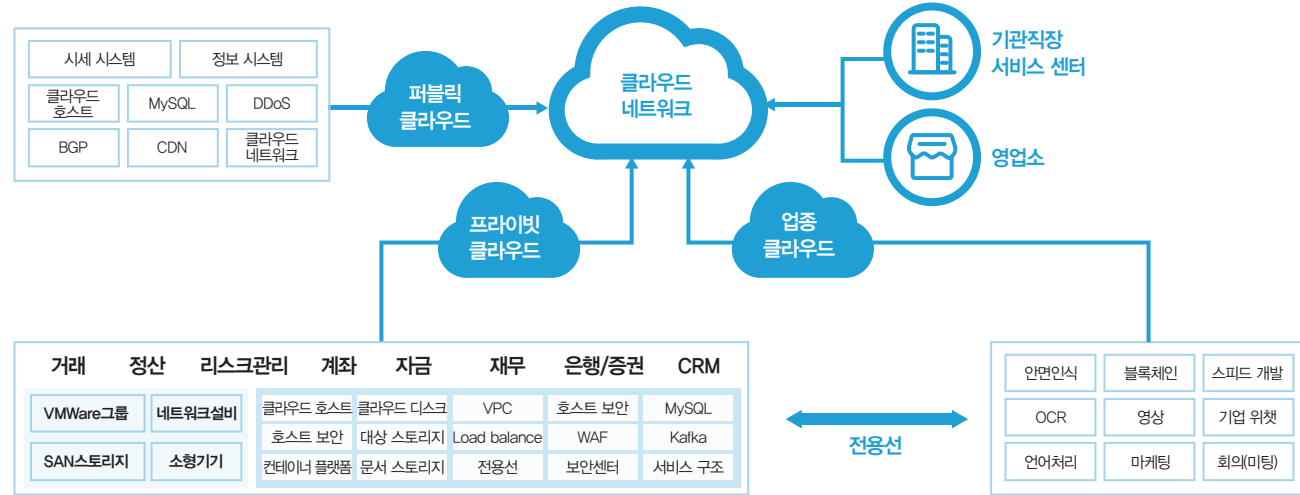 시세 시스템
정보 시스템
클라우드
호스트
MySQL
DDoS
BGP
CDN
클라우드
네트워크
퍼블릭
클라우드
클라우드
네트워크
기관직장
서비스 센터
영업소
프라이빗
클라우드
업종
클라우드
거래 정산 리스크관리 계좌 자금 재무 은행/증권 CRM
VMWare그룹 네트워크설비
SAN스토리지 소형기기
클라우드 호스트 클라우드 디스크 VPC 호스트 보안 MySQL
호스트 보안 대상 스토리지 Load balance WAF Kafka
컨테이너 플랫폼 문서 스토리지 전용선 보안센터 서비스 구조
전용선
안면인식 블록체인 스피드 개발
OCR 영상 기업 위챗
언어처리 마케팅 회의(미팅)